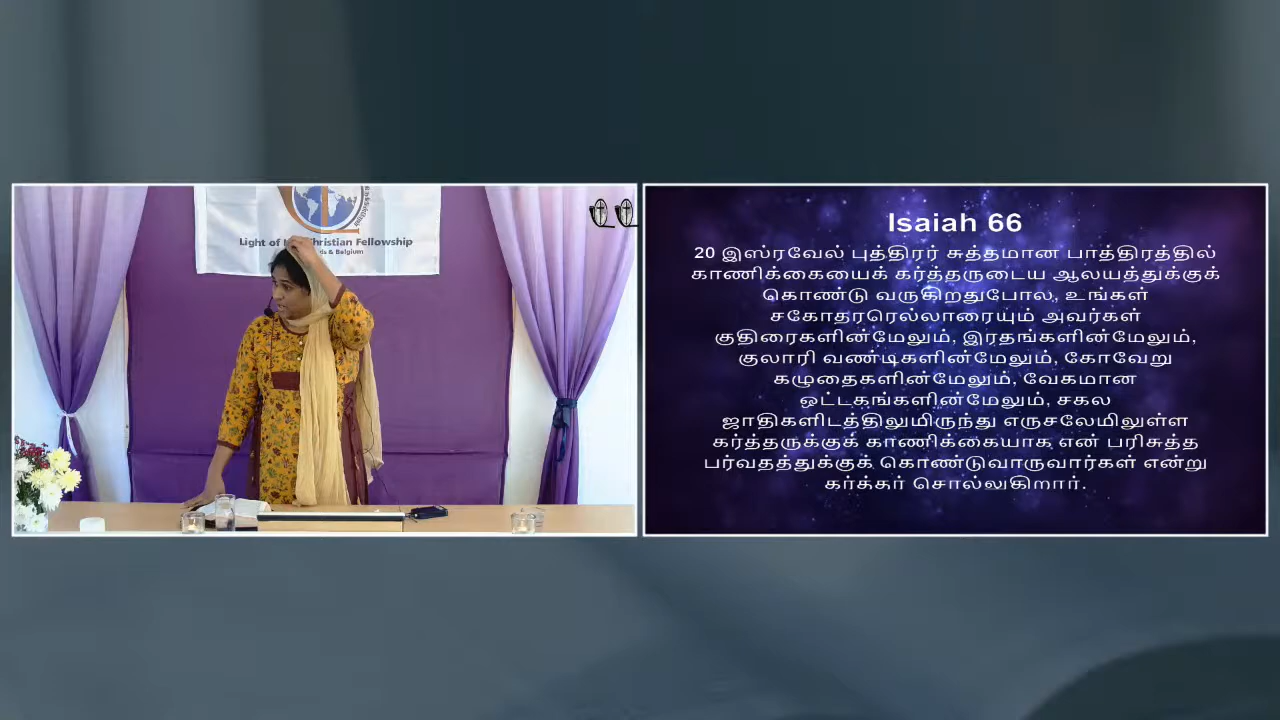 Light of Christian Fellowship
& Belgium
Isaiah 66
20 இஸ்ரவேல் புத்திரர் சுத்தமான பாத்திரத்தில்
காணிக்கையைக் கர்த்தருடைய ஆலயத்துக்குக்
கொண்டு வருகிறதுபோல, உங்கள்
சகோதரரெல்லாரையும் அவர்கள்
குதிரைகளின்மேலும், இரதங்களின்மேலும்,
குலாரி வண்டிகளின்மேலும், கோவேறு
கழுதைகளின்மேலும், வேகமான
ஒட்டகங்களின்மேலும், சகல
ஜாதிகளிடத்திலுமிருந்து எருசலேமிலுள்ள
கர்த்தருக்குக் காணிக்கையாக என் பரிசுத்த
பர்வதத்துக்குக் கொண்டுவாருவார்கள் என்று
கர்த்தர் சொல்லுகிறார்.